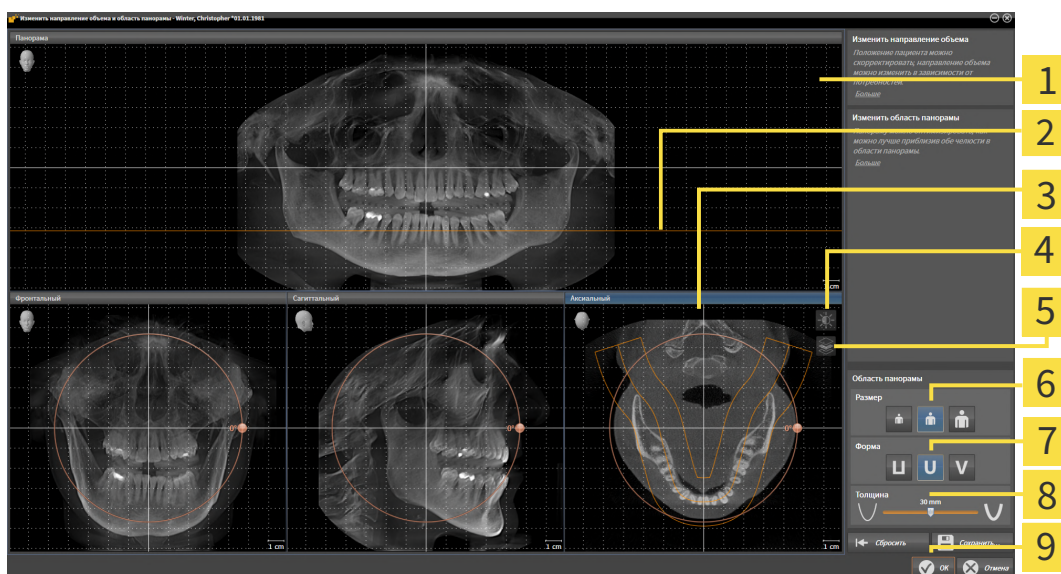 Изменить направление объема и область панорамы - Winter, Christopher *01.01.1981
Панорама
1 cm
Фронтальный
0°
1 cm
Сагиттальный
0°
Аксиальный
0°
1 cm
Изменить направление объема
Положение пациента можно
скорректировать, направление объема
можно изменить в зависимости от
потребностей.
Больше
Изменить область панорамы
можно лучше приблизив обе челюсти в
области панорамы.
Больше
Область панорамы
Размер
Форма
U V
Толщина
30 mm
Сбросить
Сохранить...
OK
Отмена
1
2
3
4
5
6
7
8
9